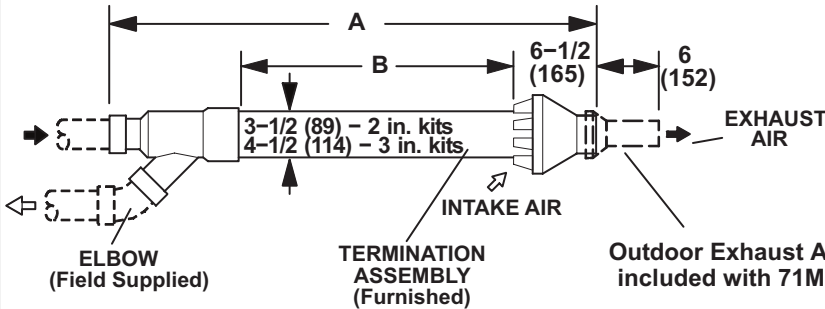 A
B
6−1/2
(165)
6
(152)
3−1/2 (89) − 2 in. kits
4−1/2 (114) − 3 in. kits
EXHAUST
AIR
INTAKE AIR
ELBOW
(Field Supplied)
TERMINATION
ASSEMBLY
(Furnished)
Outdoor Exhaust A
included with 71M